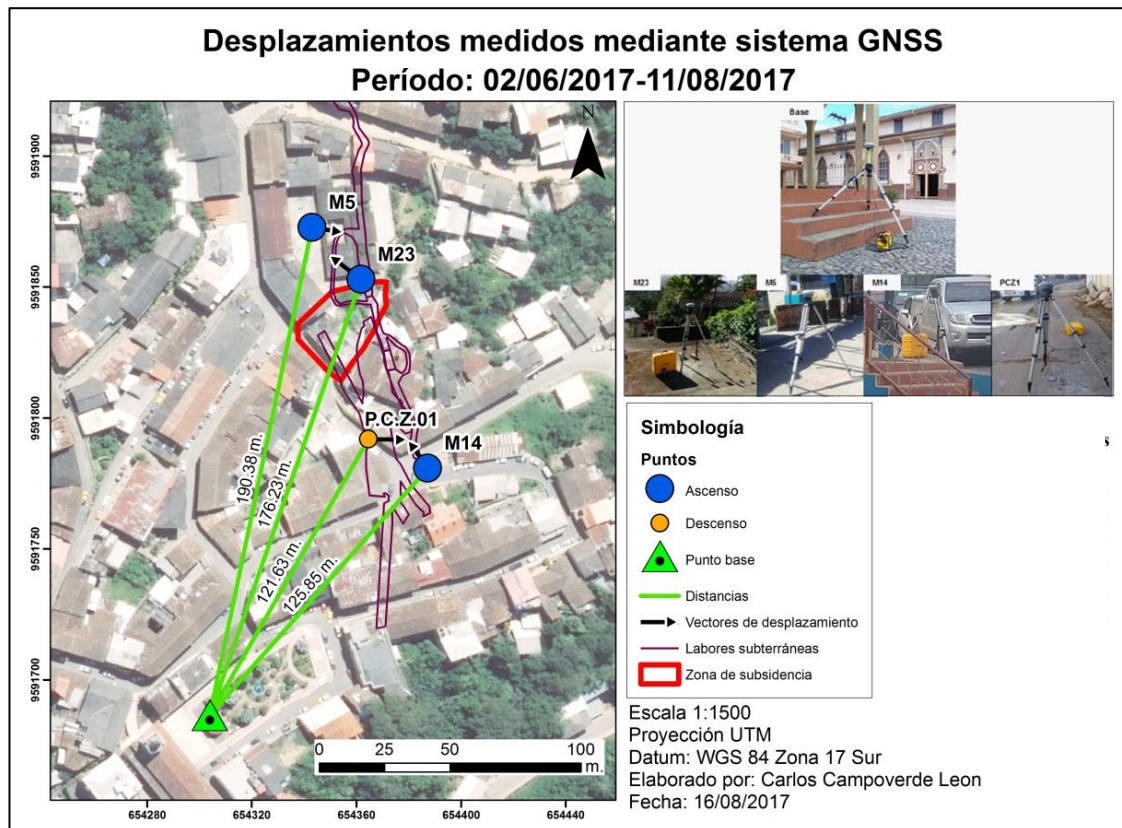 Desplazamientos medidos mediante sistema GNSS
Período: 02/06/2017-11/08/2017
9591900
9591850
9591800
9591750
9591700
654280
654320
654360
654400
654440
N
M5
M23
P.C.Z.01
M14
190.38 m.
176.23 m.
121.63 m.
125.85 m.
0 25 50 100
m.
Base
M23
M5
M14
PCZ1
Simbología
Puntos
Ascenso
Descenso
Punto base
Distancias
Vectores de desplazamiento
Labores subterráneas
Zona de subsidencia
s
Escala 1:1500
Proyección UTM
Datum: WGS 84 Zona 17 Sur
Elaborado por: Carlos Campoverde Leon
Fecha: 16/08/2017